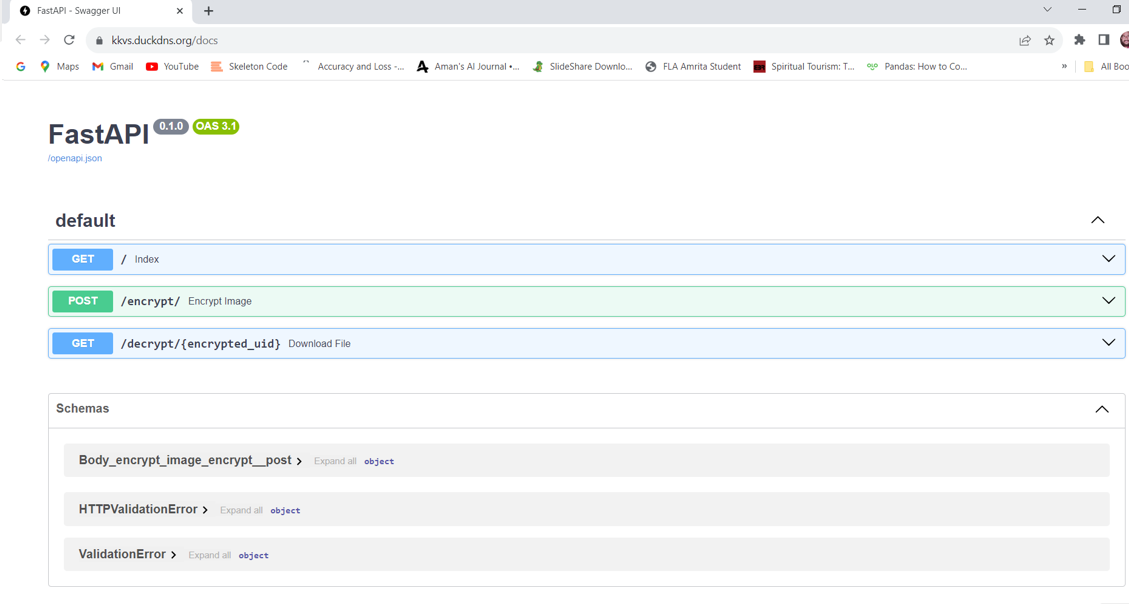 FastAPI - Swagger UI
kkvs.duckdns.org/docs
Maps Gmail YouTube Skeleton Code Accuracy and Loss -... Aman's AI Journal •... SlideShare Downlo... FLA Amrita Student Spiritual Tourism: T... Pandas: How to Co... » All Boo
FastAPI 0.1.0 OAS 3.1
/openapi.json
default
GET / Index
POST /encrypt/ Encrypt Image
GET /decrypt/{encrypted_uid} Download File
Schemas
Body_encrypt_image_encrypt__post > Expand all object
HTTPValidationError > Expand all object
ValidationError > Expand all object